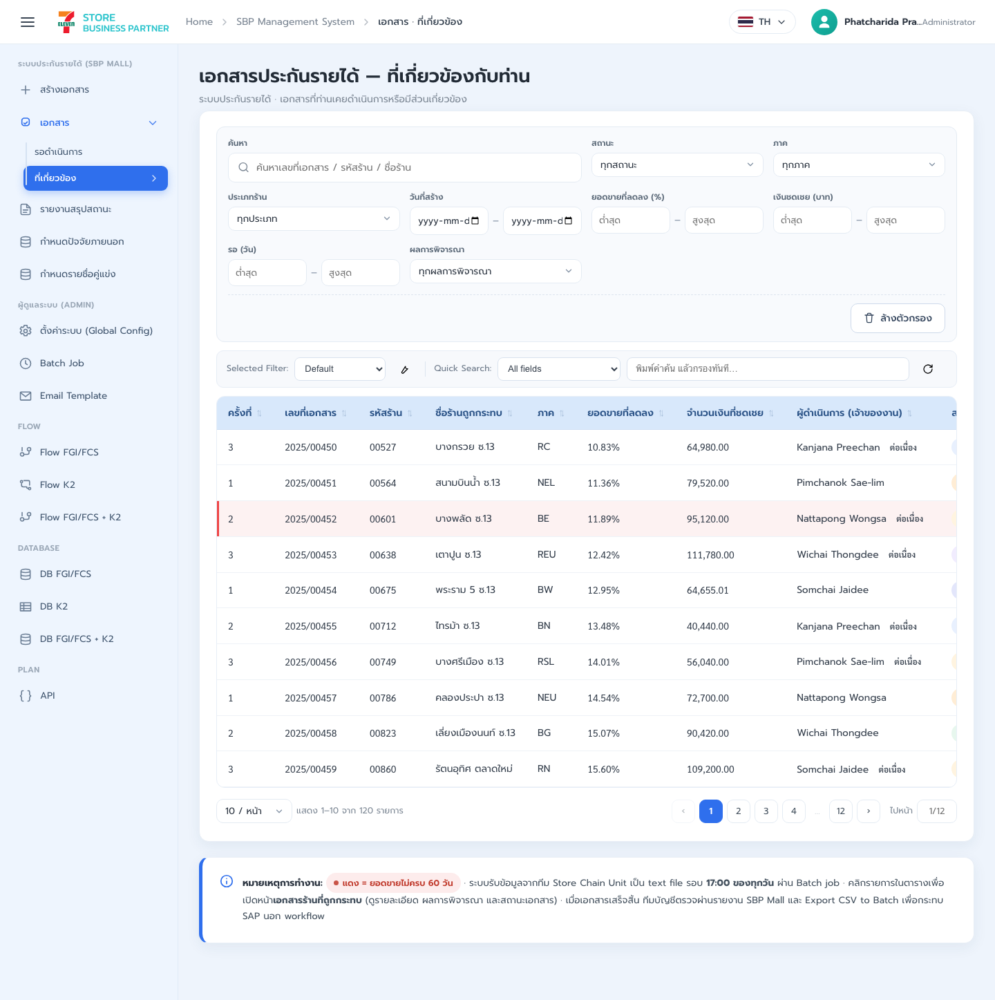 STORE
BUSINESS PARTNER
Home > SBP Management System > เอกสาร · ที่เกี่ยวข้อง
TH
Phatcharida Pra... Administrator
ระบบประกันรายได้ (SBP MALL)
สร้างเอกสาร
เอกสาร
รอดำเนินการ
ที่เกี่ยวข้อง
รายงานสรุปสถานะ
กำหนดปัจจัยภายนอก
กำหนดรายชื่อคู่แข่ง
ผู้ดูแลระบบ (ADMIN)
ตั้งค่าระบบ (Global Config)
Batch Job
Email Template
FLOW
Flow FGI/FCS
Flow K2
Flow FGI/FCS + K2
DATABASE
DB FGI/FCS
DB K2
DB FGI/FCS + K2
PLAN
API
เอกสารประกันรายได้ — ที่เกี่ยวข้องกับท่าน
ระบบประกันรายได้ · เอกสารที่ท่านเคยดำเนินการหรือมีส่วนเกี่ยวข้อง
ค้นหา สถานะ ภาค
ค้นหาเลขที่เอกสาร / รหัสร้าน / ชื่อร้าน ทุกสถานะ ทุกภาค
ประเภทร้าน วันที่สร้าง ยอดขายที่ลดลง (%) เงินชดเชย (บาท)
ทุกประเภท yyyy-mm-d – yyyy-mm-d ต่ำสุด – สูงสุด ต่ำสุด – สูงสุด
รอ (วัน) ผลการพิจารณา
ต่ำสุด – สูงสุด ทุกผลการพิจารณา
ล้างตัวกรอง
Selected Filter: Default Quick Search: All fields พิมพ์คำค้น แล้วกรองทันที...
ครั้งที่ เลขที่เอกสาร รหัสร้าน ชื่อร้านถูกกระทบ ภาค ยอดขายที่ลดลง จำนวนเงินที่ชดเชย ผู้ดำเนินการ (เจ้าของงาน)
3 2025/00450 00527 บางกรวย ซ.13 RC 10.83% 64,980.00 Kanjana Preechan ต่อเนื่อง
1 2025/00451 00564 สนามบินน้ำ ซ.13 NEL 11.36% 79,520.00 Pimchanok Sae-lim
2 2025/00452 00601 บางพลัด ซ.13 BE 11.89% 95,120.00 Nattapong Wongsa ต่อเนื่อง
3 2025/00453 00638 เตาปูน ซ.13 REU 12.42% 111,780.00 Wichai Thongdee ต่อเนื่อง
1 2025/00454 00675 พระราม 5 ซ.13 BW 12.95% 64,655.01 Somchai Jaidee
2 2025/00455 00712 ไทรม้า ซ.13 BN 13.48% 40,440.00 Kanjana Preechan ต่อเนื่อง
3 2025/00456 00749 บางศรีเมือง ซ.13 RSL 14.01% 56,040.00 Pimchanok Sae-lim ต่อเนื่อง
1 2025/00457 00786 คลองประปา ซ.13 NEU 14.54% 72,700.00 Nattapong Wongsa
2 2025/00458 00823 เลี่ยงเมืองนนท์ ซ.13 BG 15.07% 90,420.00 Wichai Thongdee
3 2025/00459 00860 รัตนอุทิศ ตลาดใหม่ RN 15.60% 109,200.00 Somchai Jaidee ต่อเนื่อง
10 / หน้า แสดง 1–10 จาก 120 รายการ ‹ 1 2 3 4 ... 12 › ไปหน้า 1/12
หมายเหตุการทำงาน: แดง = ยอดขายไม่ครบ 60 วัน · ระบบรับข้อมูลจากทีม Store Chain Unit เป็น text file รอบ 17:00 ของทุกวัน ผ่าน Batch job · คลิกรายการในตารางเพื่อ
เปิดหน้าเอกสารร้านที่ถูกกระทบ (ดูรายละเอียด ผลการพิจารณา และสถานะเอกสาร) · เมื่อเอกสารเสร็จสิ้น ทีมบัญชีตรวจผ่านรายงาน SBP Mall และ Export CSV to Batch เพื่อกระทบ
SAP นอก workflow